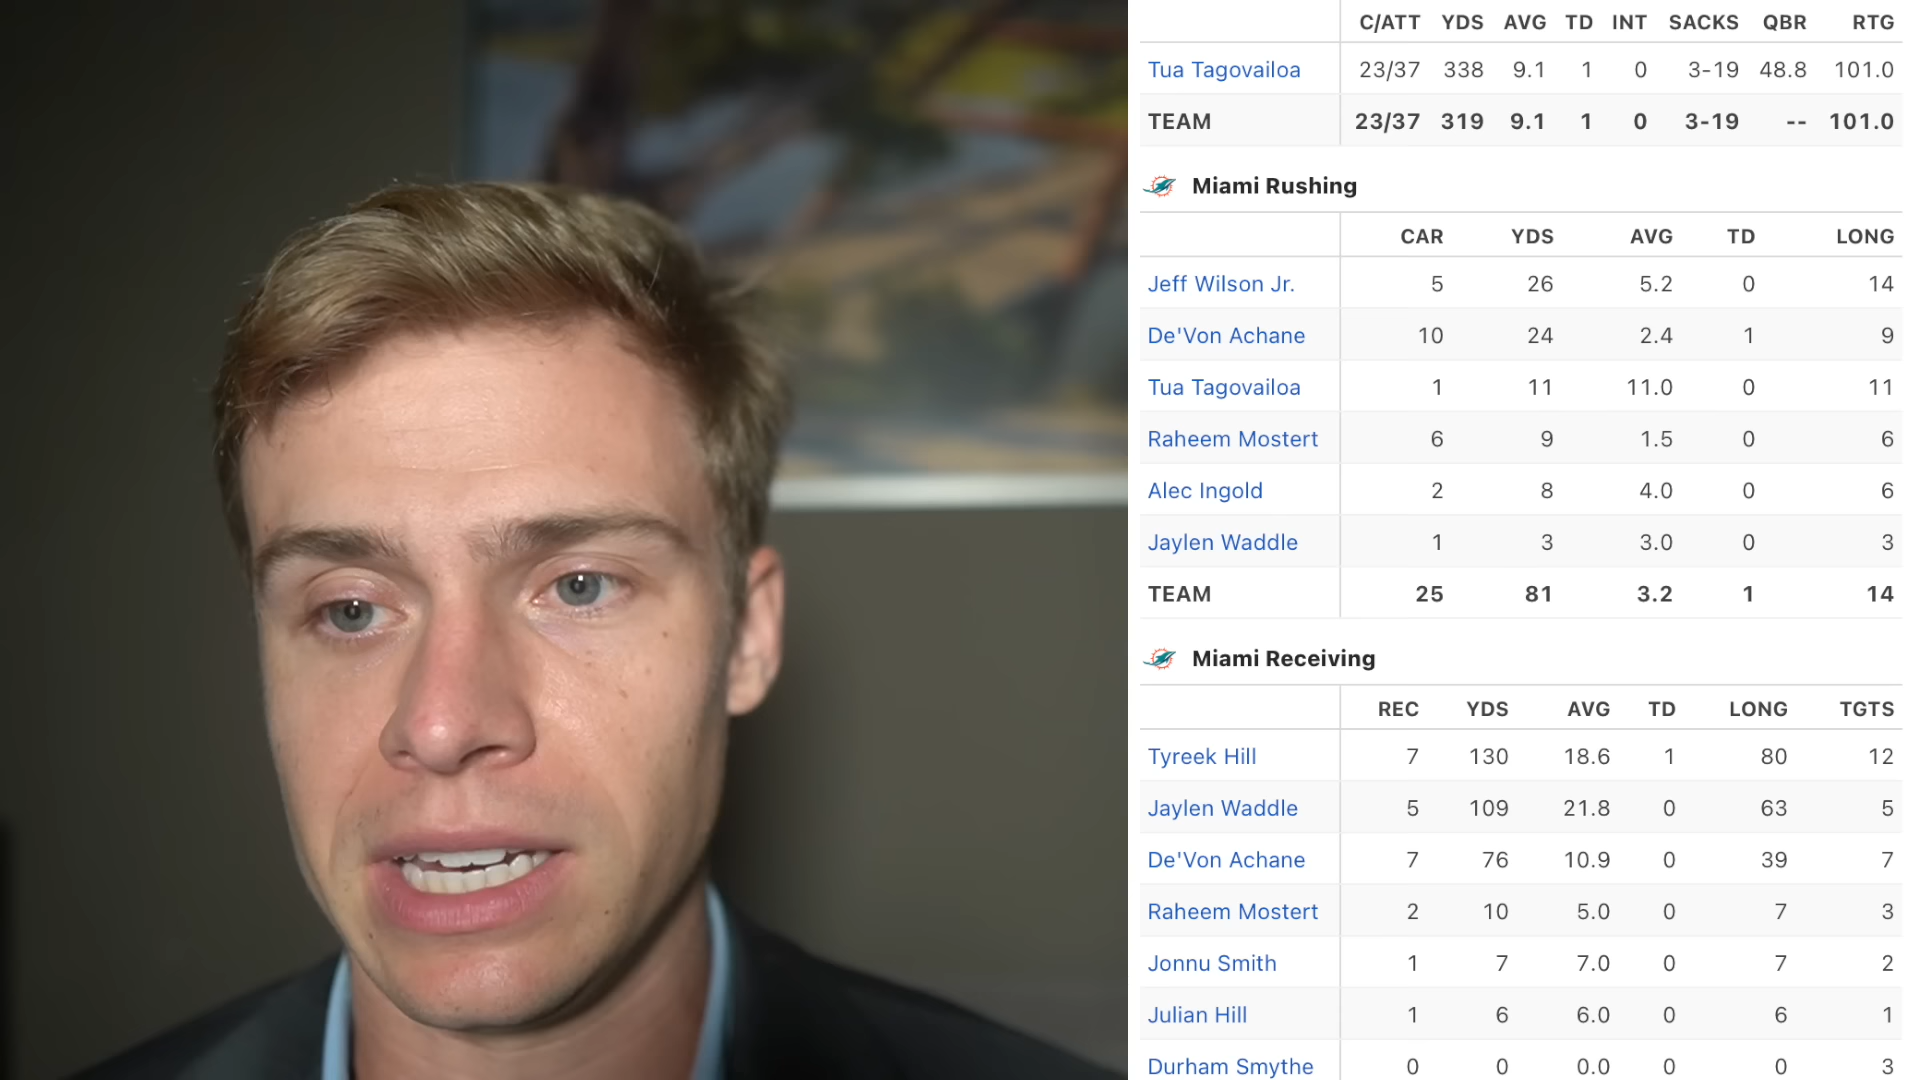 C/ATT YDS AVG TD INT SACKS QBR RTG
Tua Tagovailoa 23/37 338 9.1 1 0 3-19 48.8 101.0
TEAM 23/37 319 9.1 1 0 3-19 -- 101.0
Miami Rushing
CAR YDS AVG TD LONG
Jeff Wilson Jr. 5 26 5.2 0 14
De'Von Achane 10 24 2.4 1 9
Tua Tagovailoa 1 11 11.0 0 11
Raheem Mostert 6 9 1.5 0 6
Alec Ingold 2 8 4.0 0 6
Jaylen Waddle 1 3 3.0 0 3
TEAM 25 81 3.2 1 14
Miami Receiving
REC YDS AVG TD LONG TGTS
Tyreek Hill 7 130 18.6 1 80 12
Jaylen Waddle 5 109 21.8 0 63 5
De'Von Achane 7 76 10.9 0 39 7
Raheem Mostert 2 10 5.0 0 7 3
Jonnu Smith 1 7 7.0 0 7 2
Julian Hill 1 6 6.0 0 6 1
Durham Smythe 0 0 0.0 0 0 3